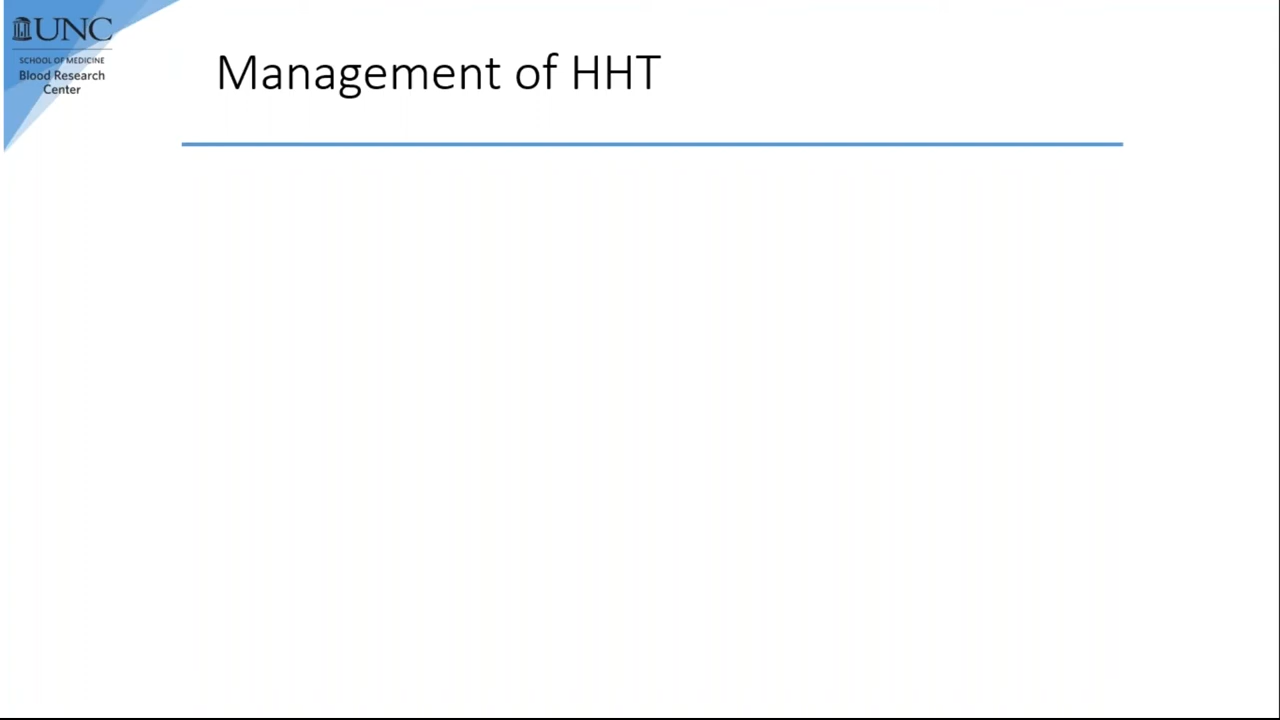 UNC
SCHOOL OF MEDICINE
Blood Research
Center
Management of HHT